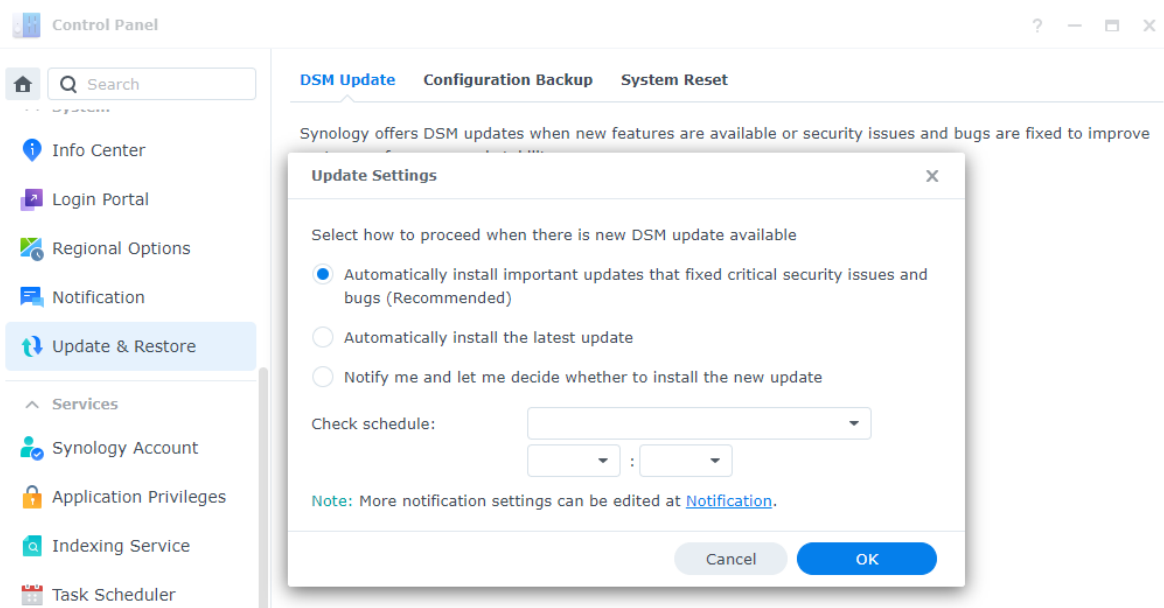 Control Panel
Search
System
Info Center
Login Portal
Regional Options
Notification
Update & Restore
Services
Synology Account
Application Privileges
Indexing Service
Task Scheduler
DSM Update Configuration Backup System Reset
Synology offers DSM updates when new features are available or security issues and bugs are fixed to improve
Update Settings
Select how to proceed when there is new DSM update available
Automatically install important updates that fixed critical security issues and
bugs (Recommended)
Automatically install the latest update
Notify me and let me decide whether to install the new update
Check schedule:
:
Note: More notification settings can be edited at Notification.
Cancel OK